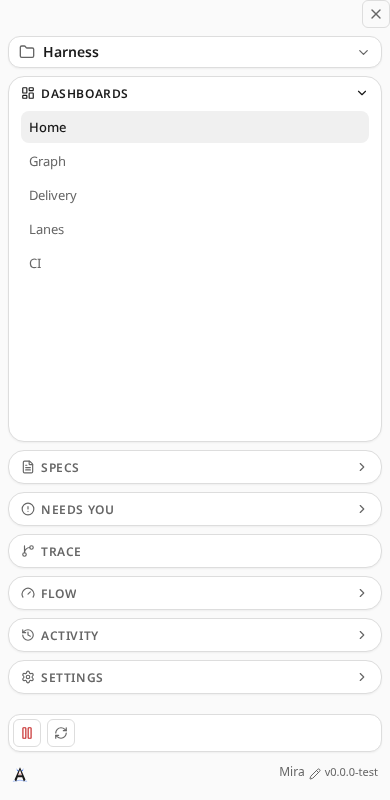 Harness
DASHBOARDS
Home
Graph
Delivery
Lanes
CI
SPECS
NEEDS YOU
TRACE
FLOW
ACTIVITY
SETTINGS
A Mira v0.0.0-test